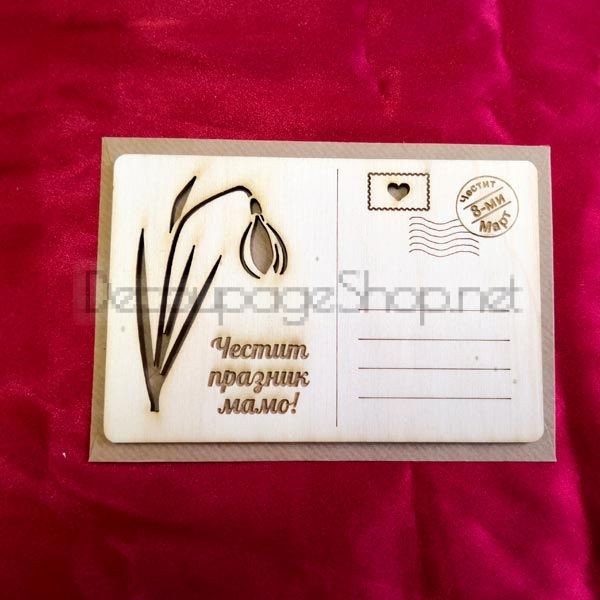 Честит
8-ми
Март
DecoupageShop.net
Честит
празник
мамо!